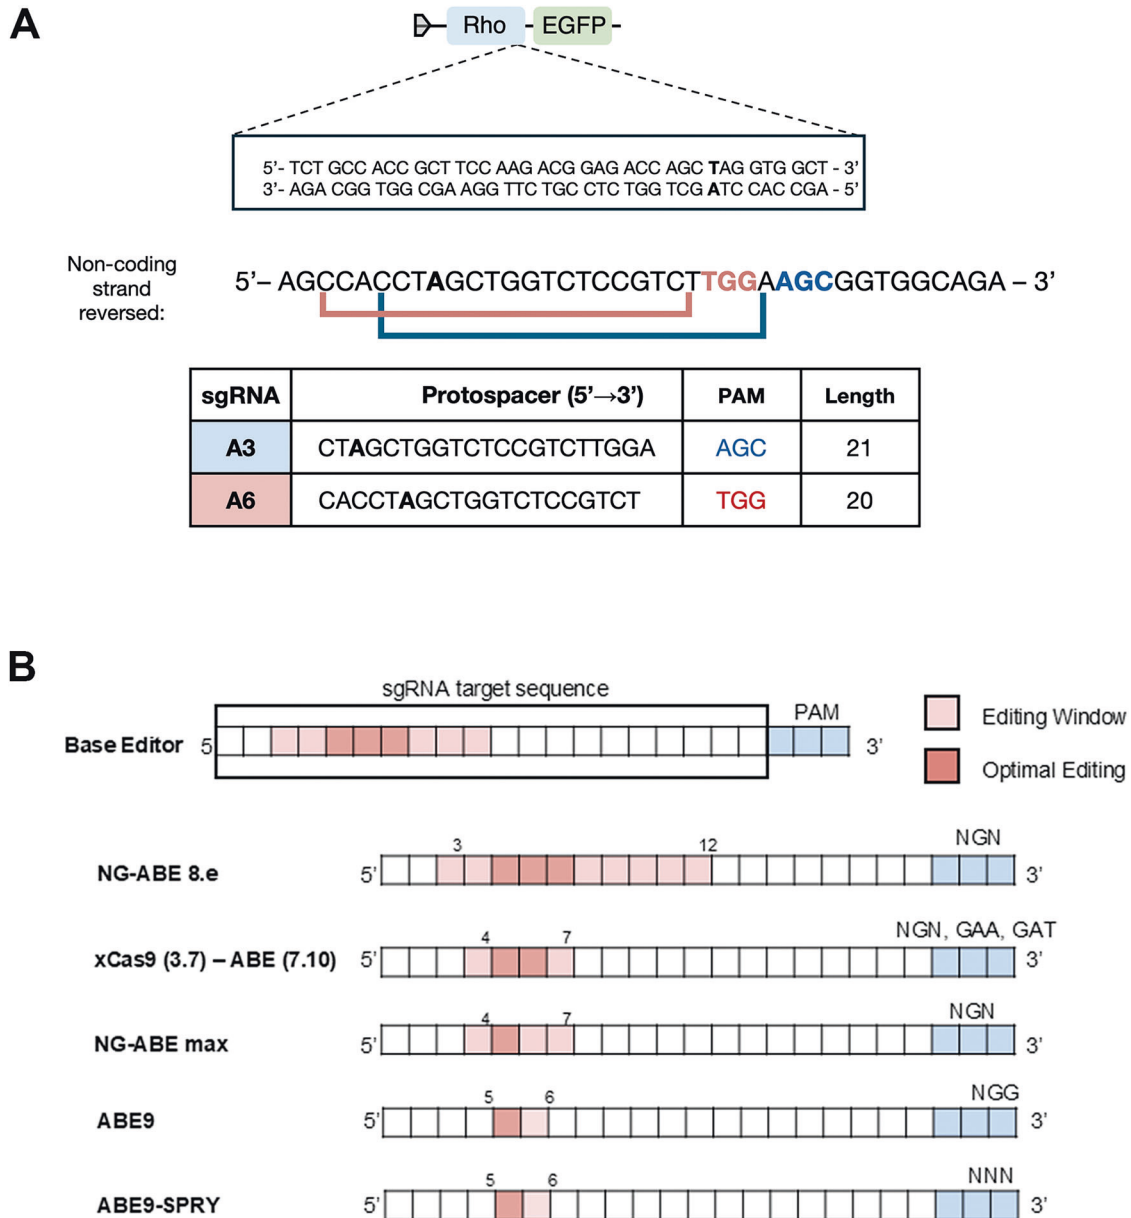 A
Rho EGFP
5’- TCT GCC ACC GCT TCC AAG ACG GAG ACC AGC TAG GTG GCT - 3’
3’- AGA CGG TGG CGA AGG TTC TGC CTC TGG TCG ATC CAC CGA - 5’
Non-coding
strand
reversed:
5’– AGCCACCTAGCTGGTCTCCGTCTTGGAAGCGGTGGCAGA – 3’
sgRNA Protospacer (5’→3’) PAM Length
A3 CTAGCTGGTCTCCGTCTTGGA AGC 21
A6 CACCTAGCTGGTCTCCGTCT TGG 20
B
sgRNA target sequence
PAM
Base Editor 5 3’
Editing Window
Optimal Editing
3 12 NGN
NG-ABE 8.e 5’ 3’
4 7 NGN, GAA, GAT
xCas9 (3.7) – ABE (7.10) 5’ 3’
4 7 NGN
NG-ABE max 5’ 3’
5 6 NGG
ABE9 5’ 3’
5 6 NNN
ABE9-SPRY 5’ 3’